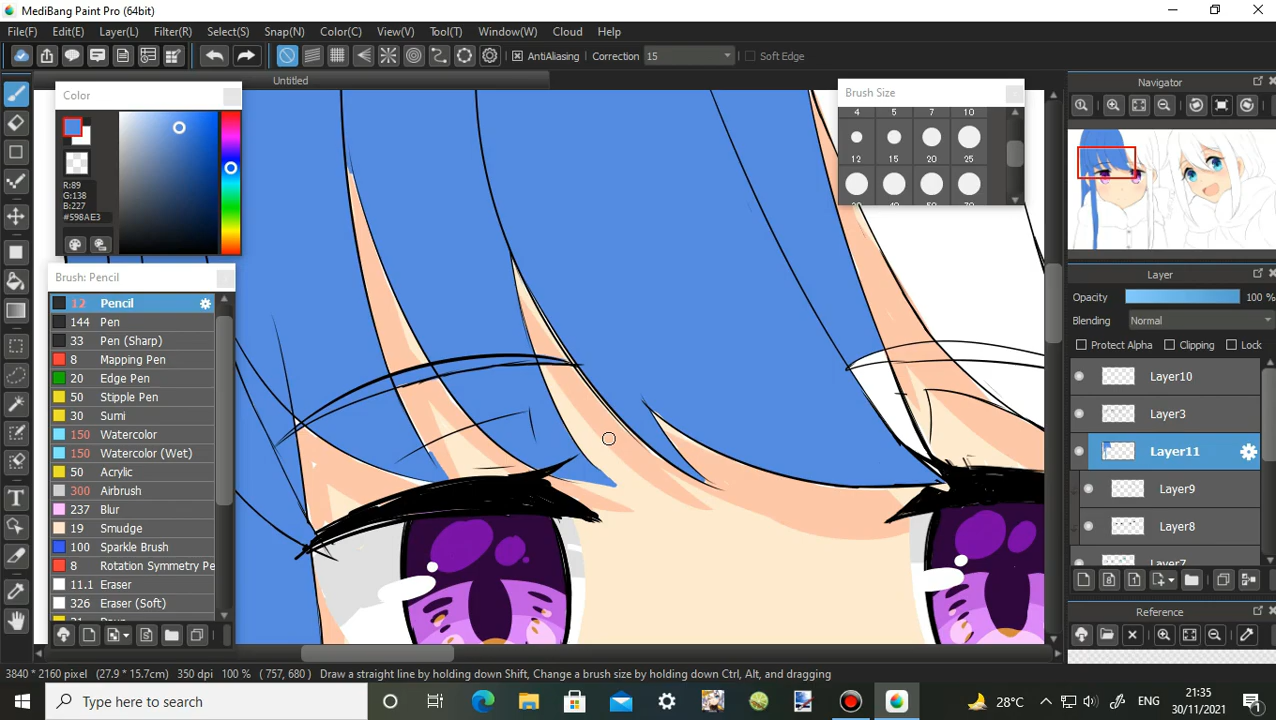 MediBang Paint Pro (64bit)
File(F) Edit(E) Layer(L) Filter(R) Select(S) Snap(N) Color(C) View(V) Tool(T) Window(W) Cloud Help
AntiAliasing Correction 15 Soft Edge
Untitled
Color
R:89
G:138
B:227
#598AE3
Brush: Pencil
12 Pencil
144 Pen
33 Pen (Sharp)
8 Mapping Pen
20 Edge Pen
50 Stipple Pen
30 Sumi
150 Watercolor
150 Watercolor (Wet)
50 Acrylic
300 Airbrush
237 Blur
19 Smudge
100 Sparkle Brush
8 Rotation Symmetry Pe
11.1 Eraser
326 Eraser (Soft)
Brush Size
4 5 7 10
12 15 20 25
Navigator
Layer
Opacity 100 %
Blending Normal
Protect Alpha Clipping Lock
Layer10
Layer3
Layer11
Layer9
Layer8
Layer7
Reference
3840 * 2160 pixel (27.9 * 15.7cm) 350 dpi 100 % ( 757, 680 ) Draw a straight line by holding down Shift, Change a brush size by holding down Ctrl, Alt, and dragging
Type here to search
28°C
ENG
21:35
30/11/2021
1